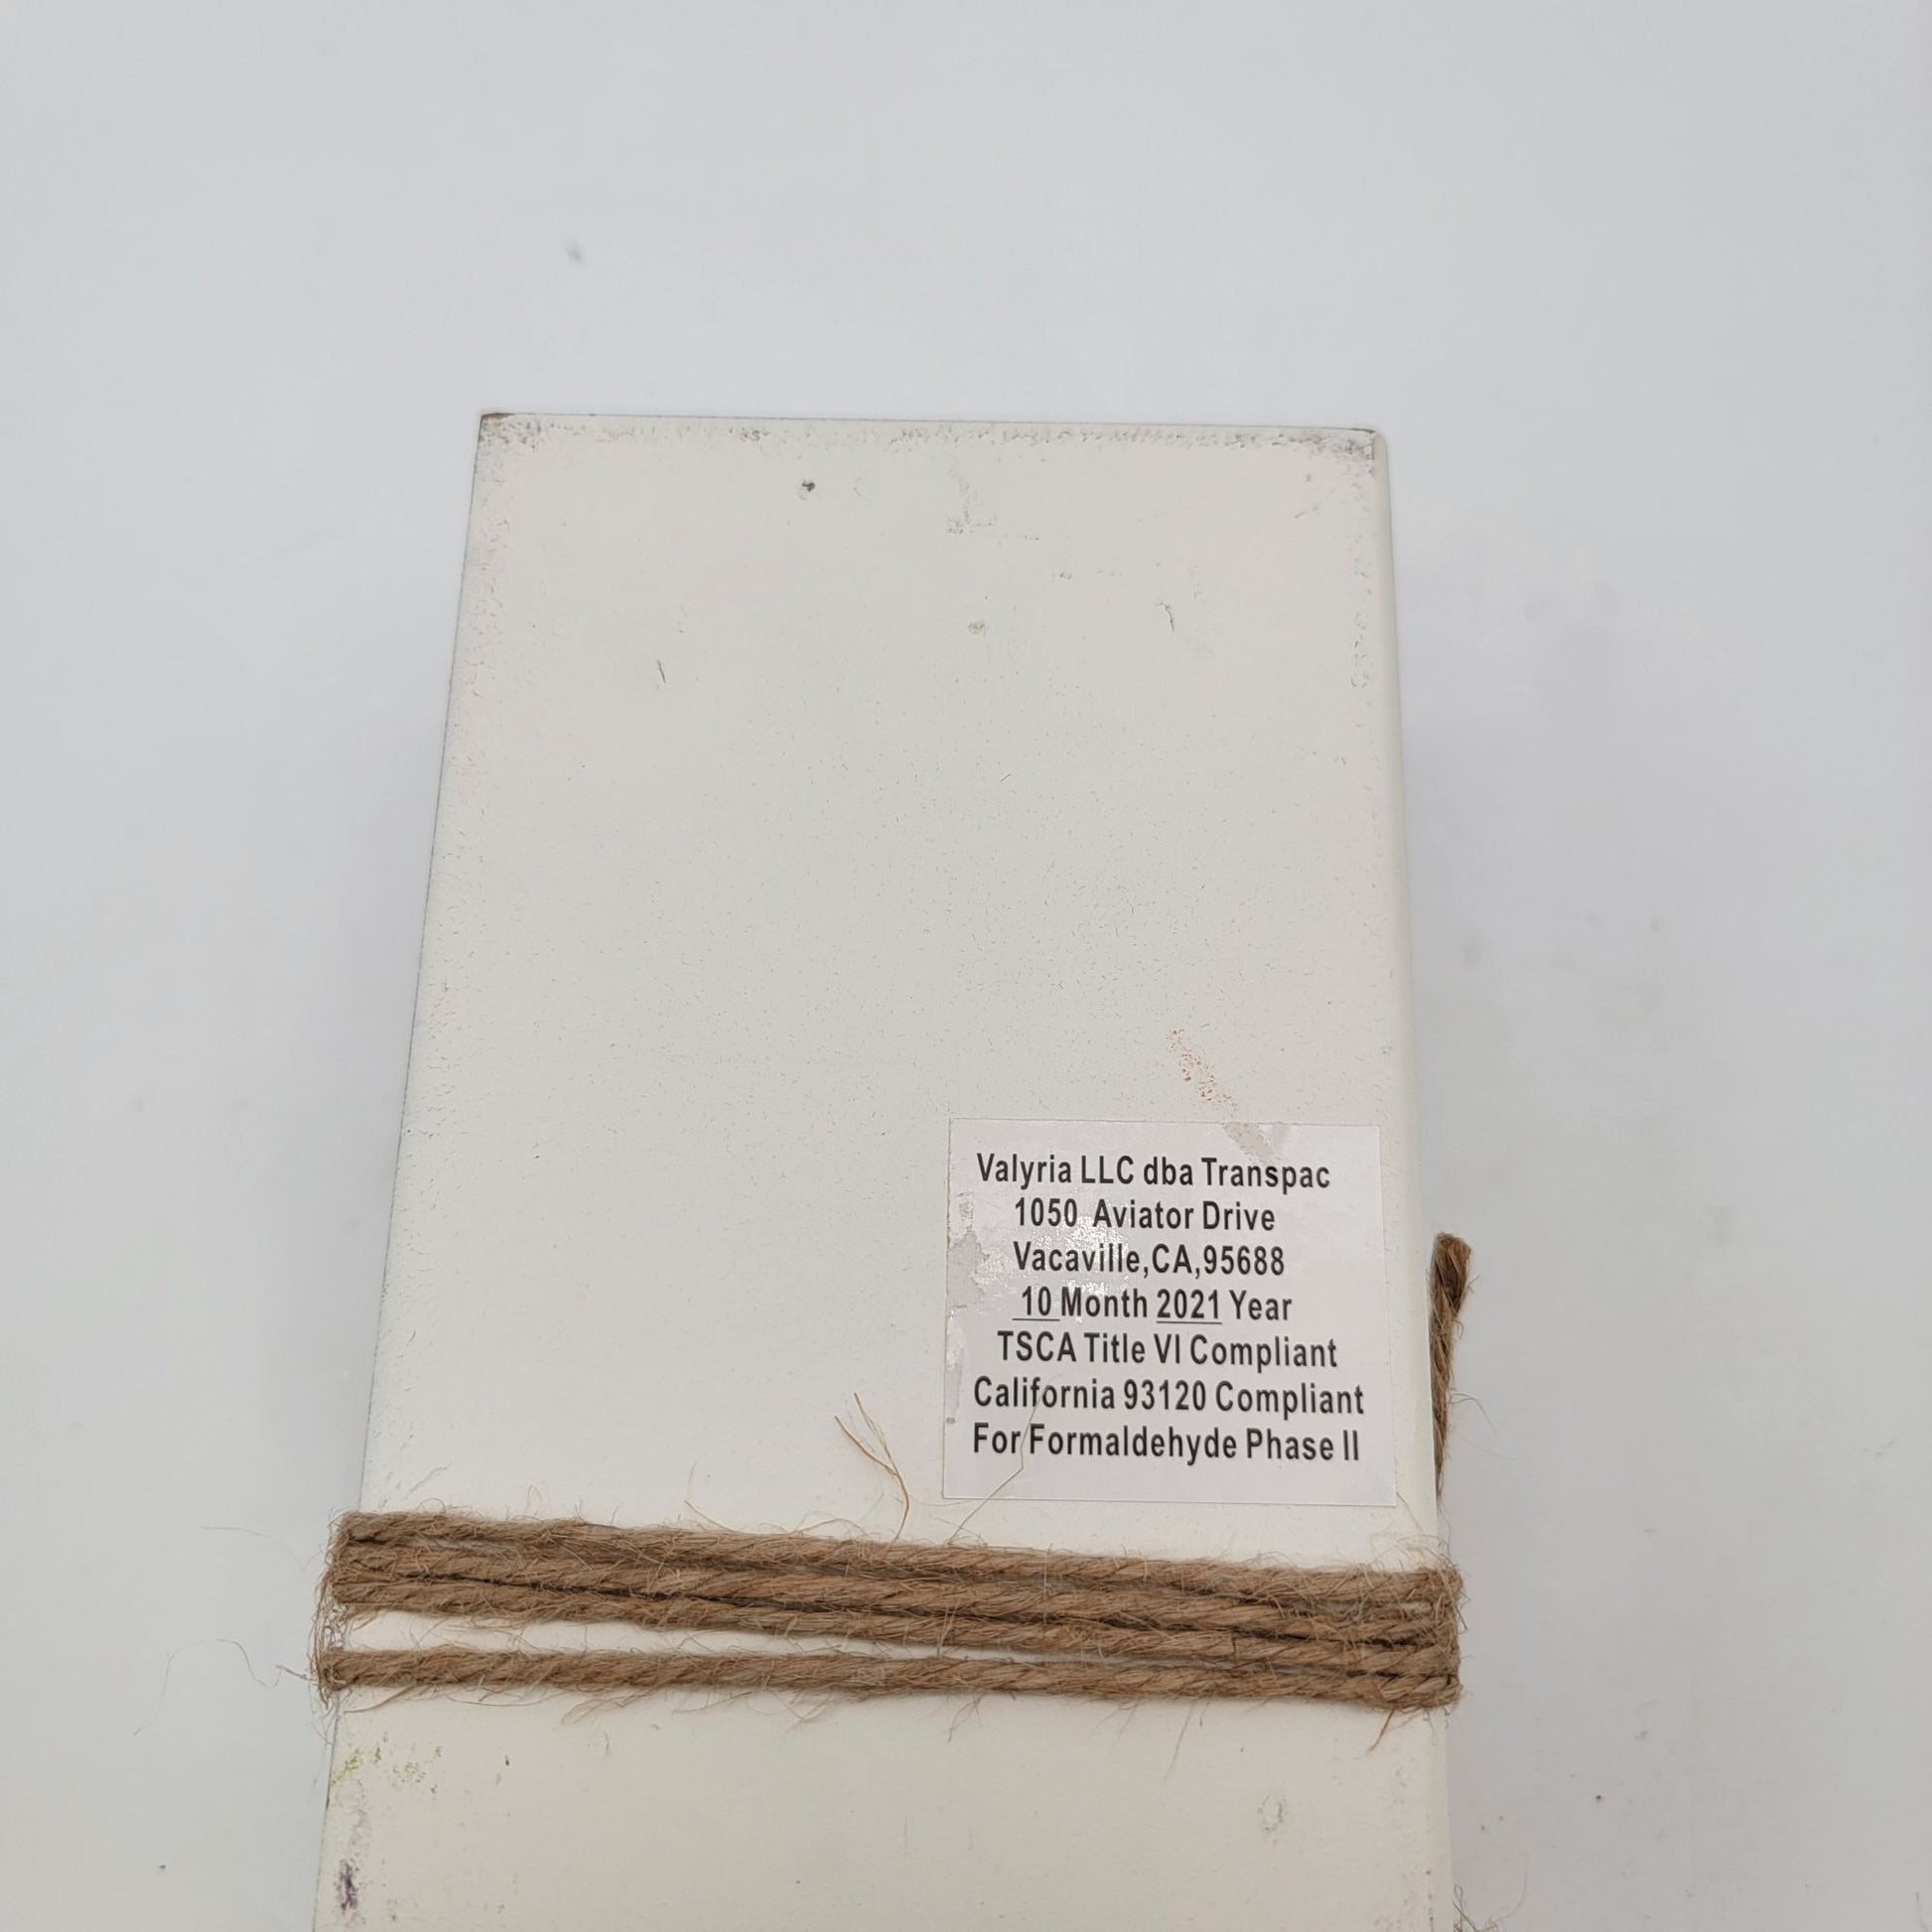 Valyria LLC dba Transpac
1050 Aviator Drive
Vacaville,CA,95688
10 Month 2021 Year
TSCA Title VI Compliant
California 93120 Compliant
For Formaldehyde Phase II